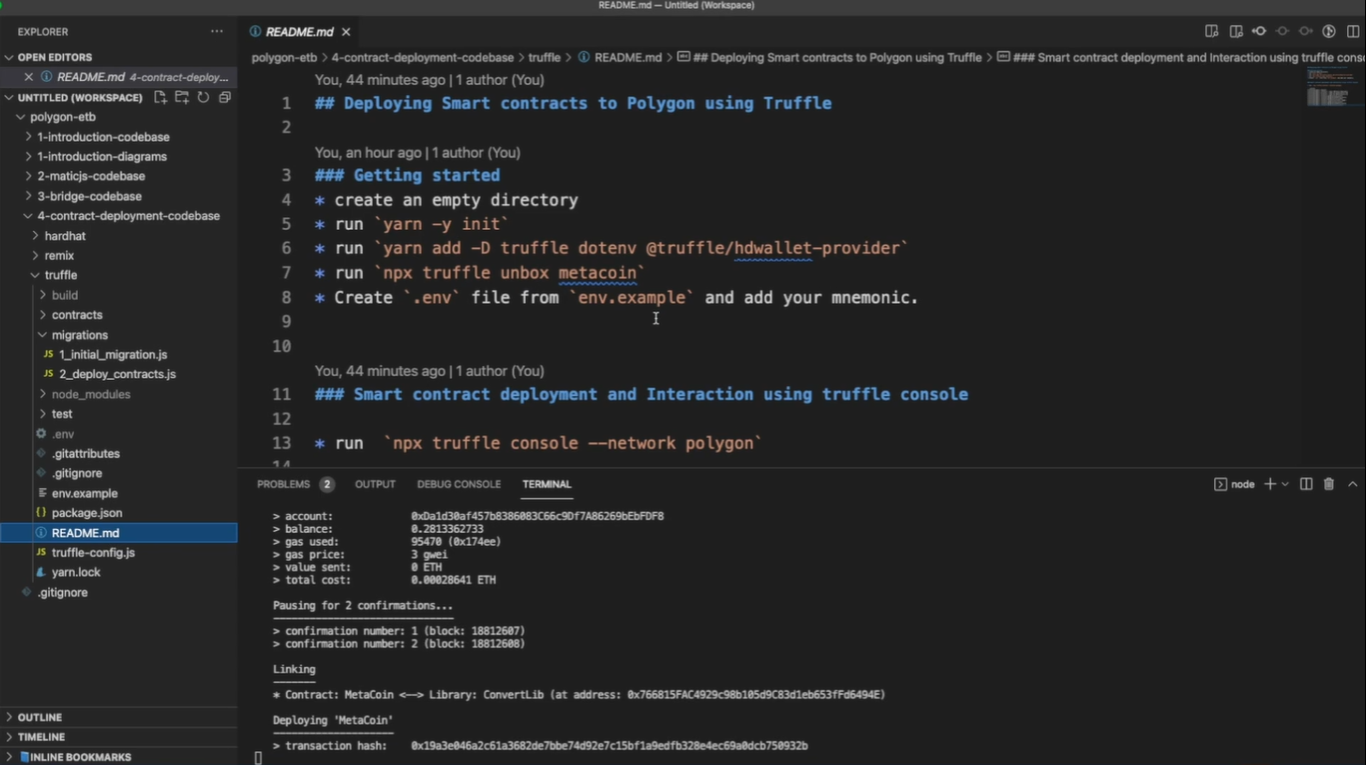 README.md — Untitled (Workspace)
EXPLORER
OPEN EDITORS
README.md 4-contract-deploy...
UNTITLED (WORKSPACE)
polygon-etb
1-introduction-codebase
1-introduction-diagrams
2-maticjs-codebase
3-bridge-codebase
4-contract-deployment-codebase
hardhat
remix
truffle
build
contracts
migrations
JS 1_initial_migration.js
JS 2_deploy_contracts.js
node_modules
test
.env
.gitattributes
.gitignore
env.example
package.json
README.md
JS truffle-config.js
yarn.lock
.gitignore
OUTLINE
TIMELINE
INLINE BOOKMARKS
README.md
polygon-etb > 4-contract-deployment-codebase > truffle > README.md > ## Deploying Smart contracts to Polygon using Truffle > ### Smart contract deployment and Interaction using truffle cons
You, 44 minutes ago | 1 author (You)
1 ## Deploying Smart contracts to Polygon using Truffle
2
You, an hour ago | 1 author (You)
3 ### Getting started
4 * create an empty directory
5 * run `yarn -y init`
6 * run `yarn add -D truffle dotenv @truffle/hdwallet-provider`
7 * run `npx truffle unbox metacoin`
8 * Create `.env` file from `env.example` and add your mnemonic.
9
10
You, 44 minutes ago | 1 author (You)
11 ### Smart contract deployment and Interaction using truffle console
12
13 * run  `npx truffle console --network polygon`
14
PROBLEMS 2 OUTPUT DEBUG CONSOLE TERMINAL
node
> account: 0xDa1d30af457b8386083C66c9Df7A86269bEbFDF8
> balance: 0.2813362733
> gas used: 95470 (0x174ee)
> gas price: 3 gwei
> value sent: 0 ETH
> total cost: 0.00028641 ETH
Pausing for 2 confirmations...
> confirmation number: 1 (block: 18812607)
> confirmation number: 2 (block: 18812608)
Linking
* Contract: MetaCoin <--> Library: ConvertLib (at address: 0x766815FAC4929c98b105d9C83d1eb653fFd6494E)
Deploying 'MetaCoin'
> transaction hash: 0x19a3e046a2c61a3682de7bbe74d92e7c15bf1a9edfb328e4ec69a0dcb750932b